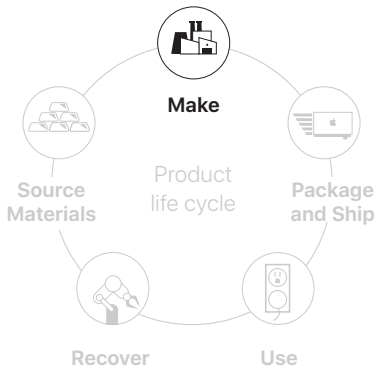 Make
Product
life cycle
Source
Materials
Package
and Ship
Recover
Use